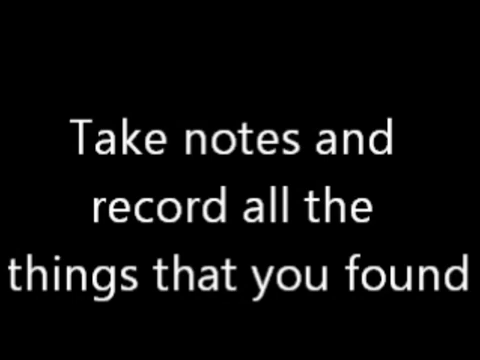 Take notes and
record all the
things that you found